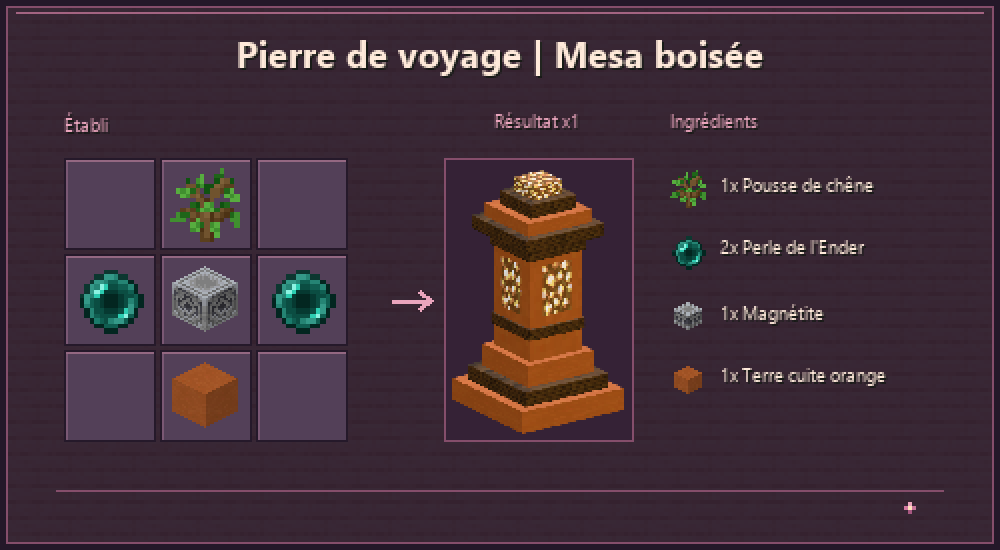 Pierre de voyage | Mesa boisée
Établi
Résultat x1
Ingrédients
1x Pousse de chêne
2x Perle de l'Ender
1x Magnétite
1x Terre cuite orange